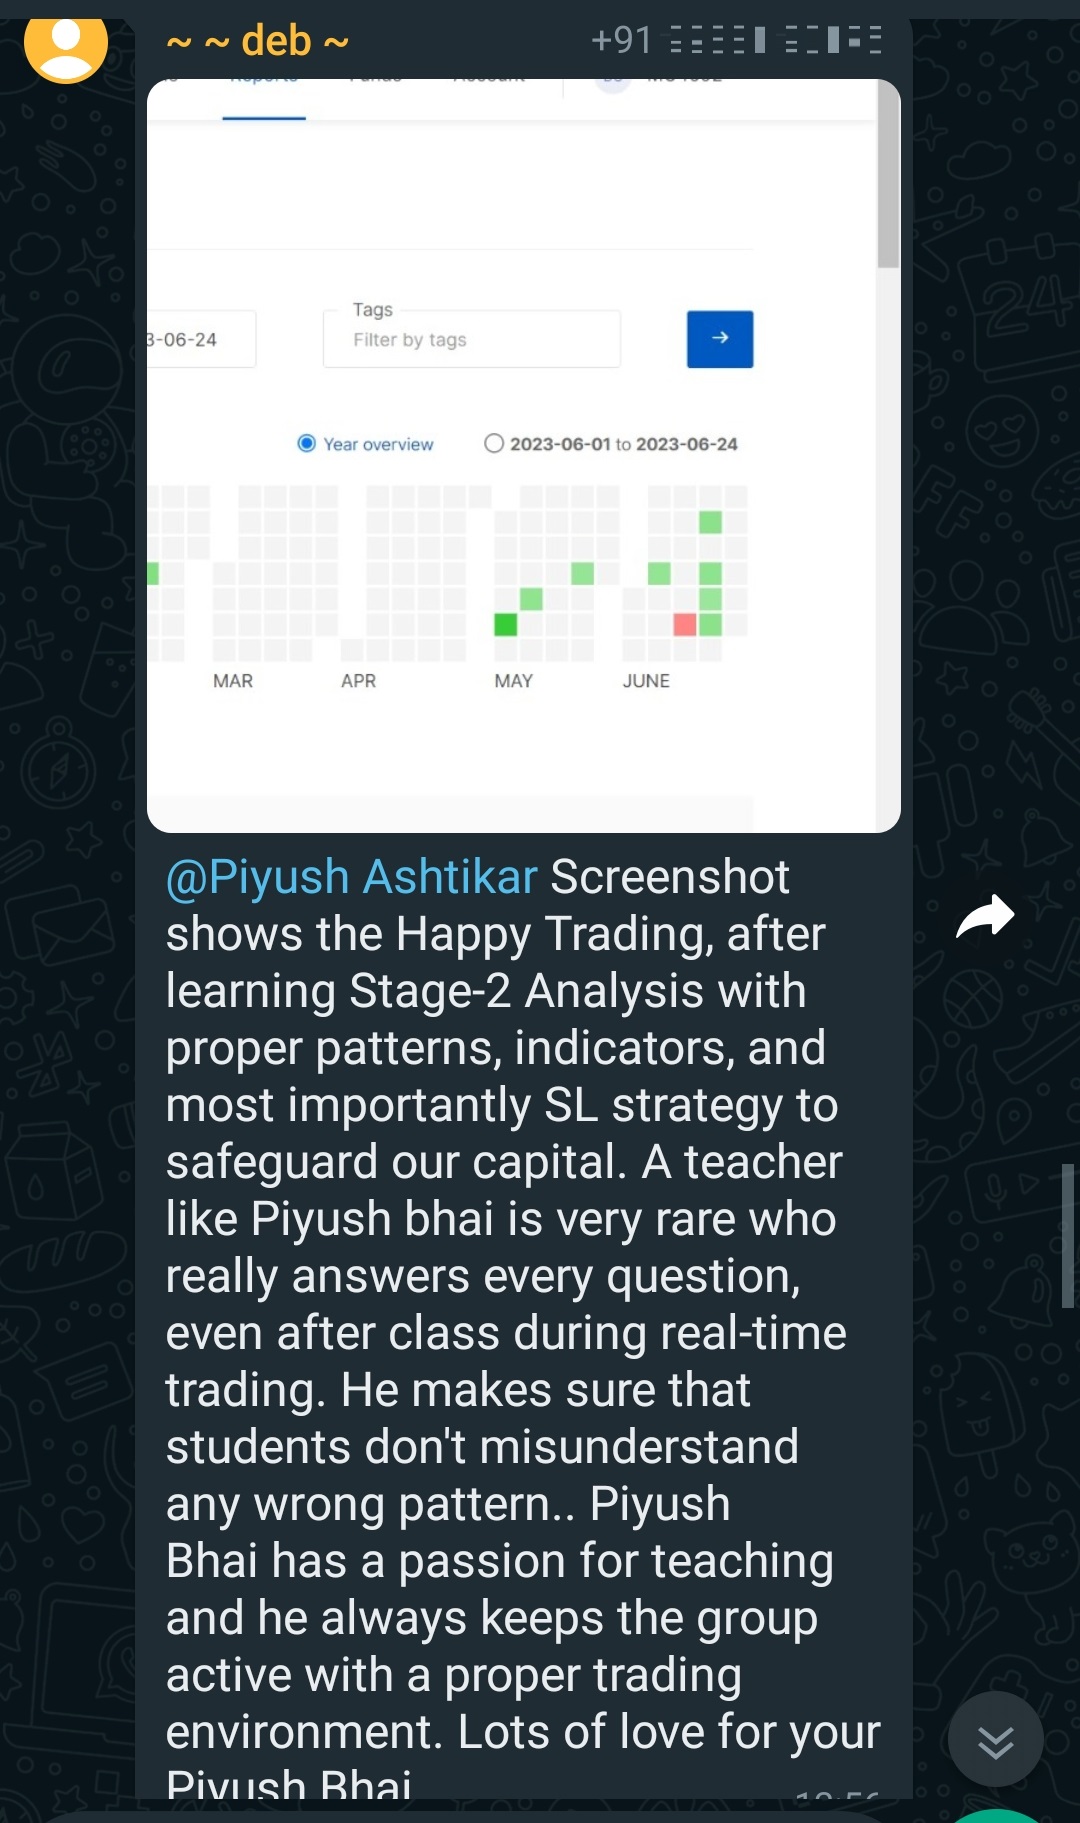 ~ ~ deb ~
+91
Reports
Funds
Account
3-06-24
Tags
Filter by tags
Year overview
2023-06-01 to 2023-06-24
MAR
APR
MAY
JUNE
@Piyush Ashtikar Screenshot
shows the Happy Trading, after
learning Stage-2 Analysis with
proper patterns, indicators, and
most importantly SL strategy to
safeguard our capital. A teacher
like Piyush bhai is very rare who
really answers every question,
even after class during real-time
trading. He makes sure that
students don't misunderstand
any wrong pattern.. Piyush
Bhai has a passion for teaching
and he always keeps the group
active with a proper trading
environment. Lots of love for your
Piyush Bhai